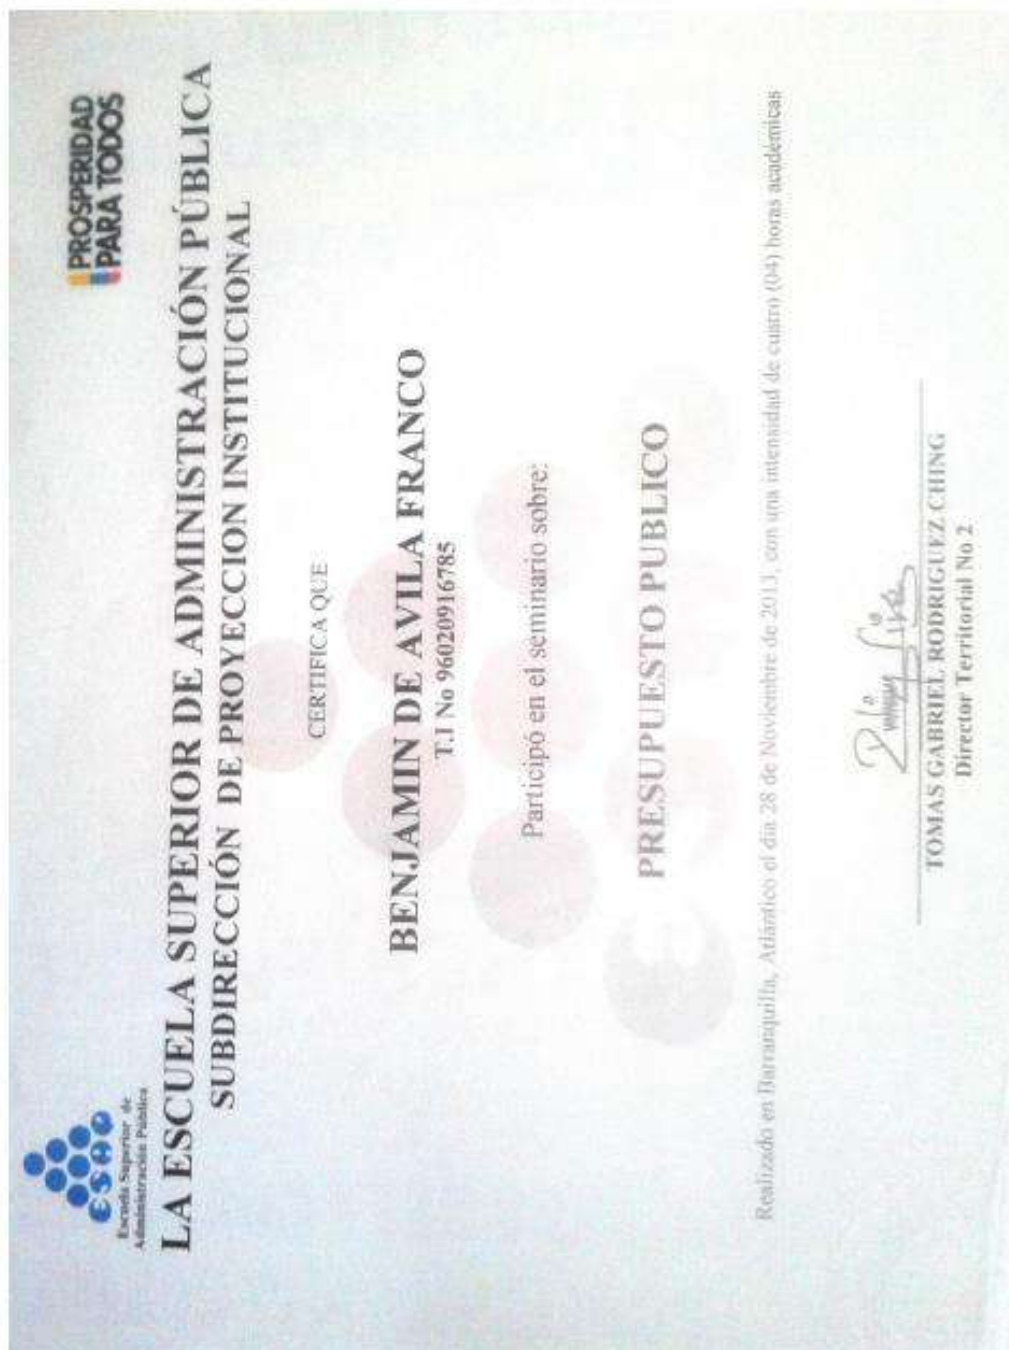 PROSPERIDAD
PARA TODOS
esap
Escuela Superior de
Administración Pública
LA ESCUELA SUPERIOR DE ADMINISTRACIÓN PÚBLICA
SUBDIRECCIÓN DE PROYECCION INSTITUCIONAL
CERTIFICA QUE
BENJAMIN DE AVILA FRANCO
T.I No 96020916785
Participó en el seminario sobre:
PRESUPUESTO PUBLICO
Realizado en Barranquilla, Atlántico el día 28 de Noviembre de 2013, con una intensidad de cuatro (04) horas académicas
TOMAS GABRIEL RODRIGUEZ CHING
Director Territorial No 2